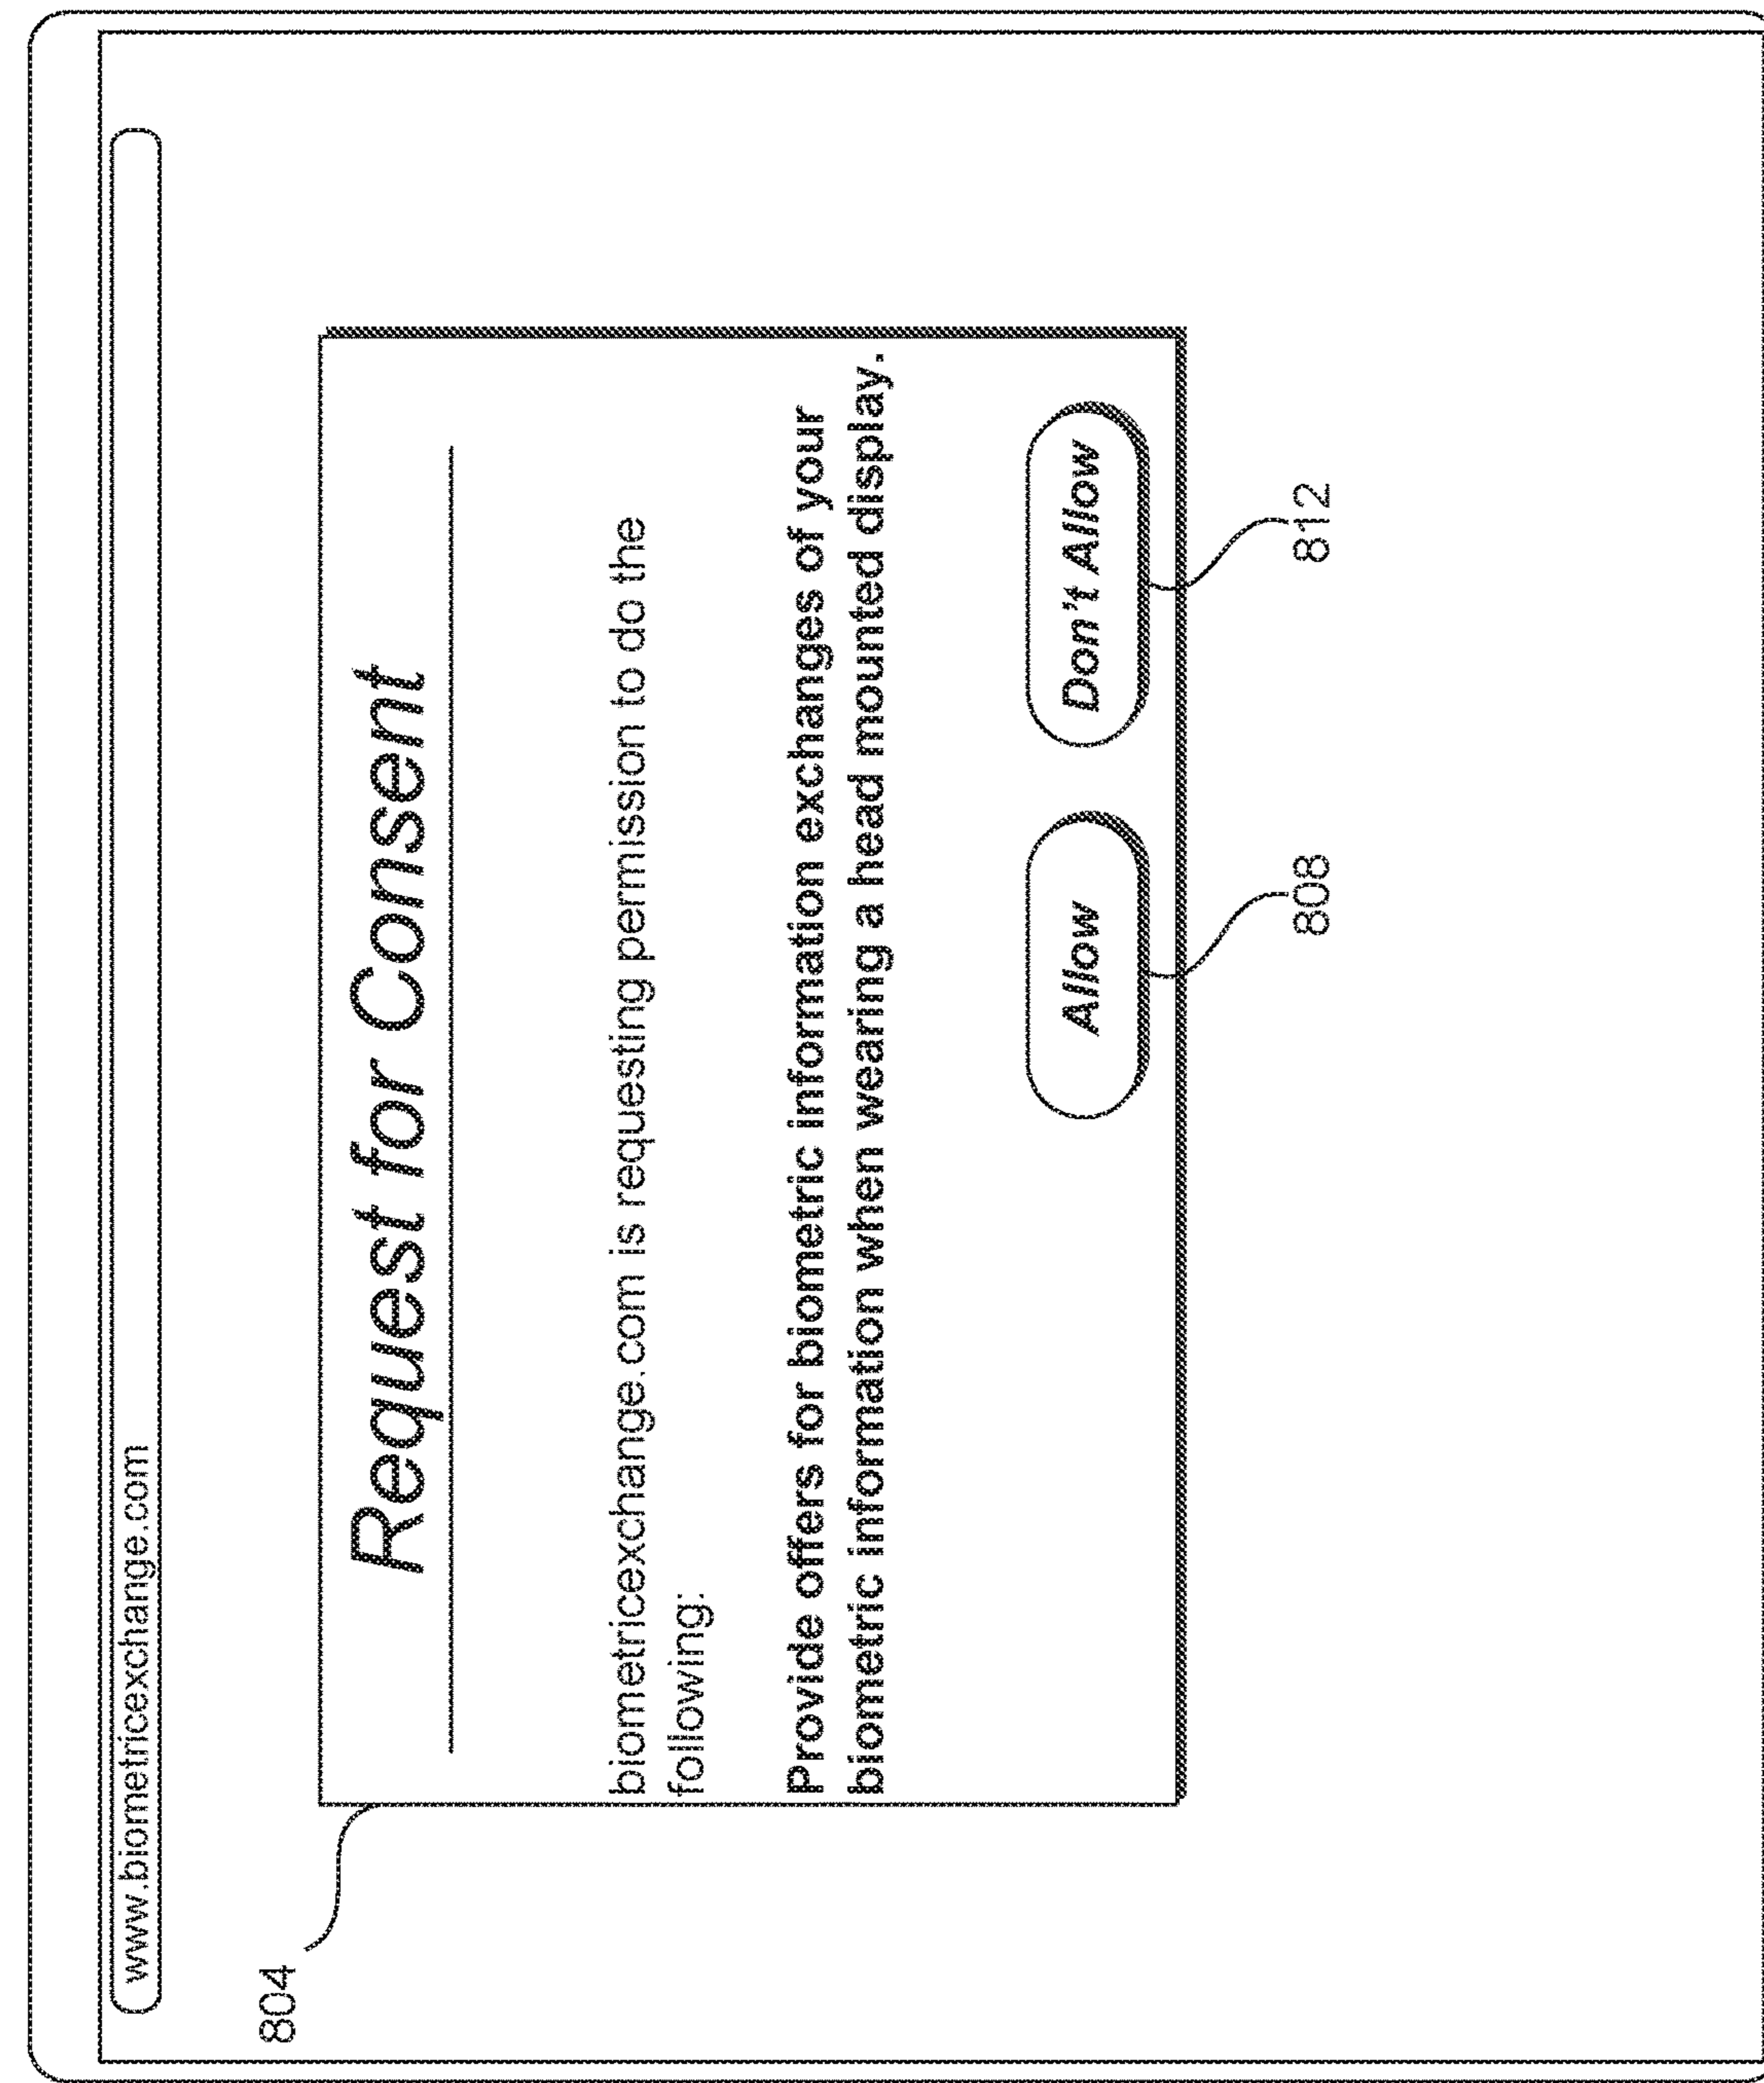 www.biometricexchange.com
804
Request for Consent
biometricexchange.com is requesting permission to do the
following:
Provide offers for biometric information exchanges of your
biometric information when wearing a head mounted display.
Allow
Don't Allow
808
812